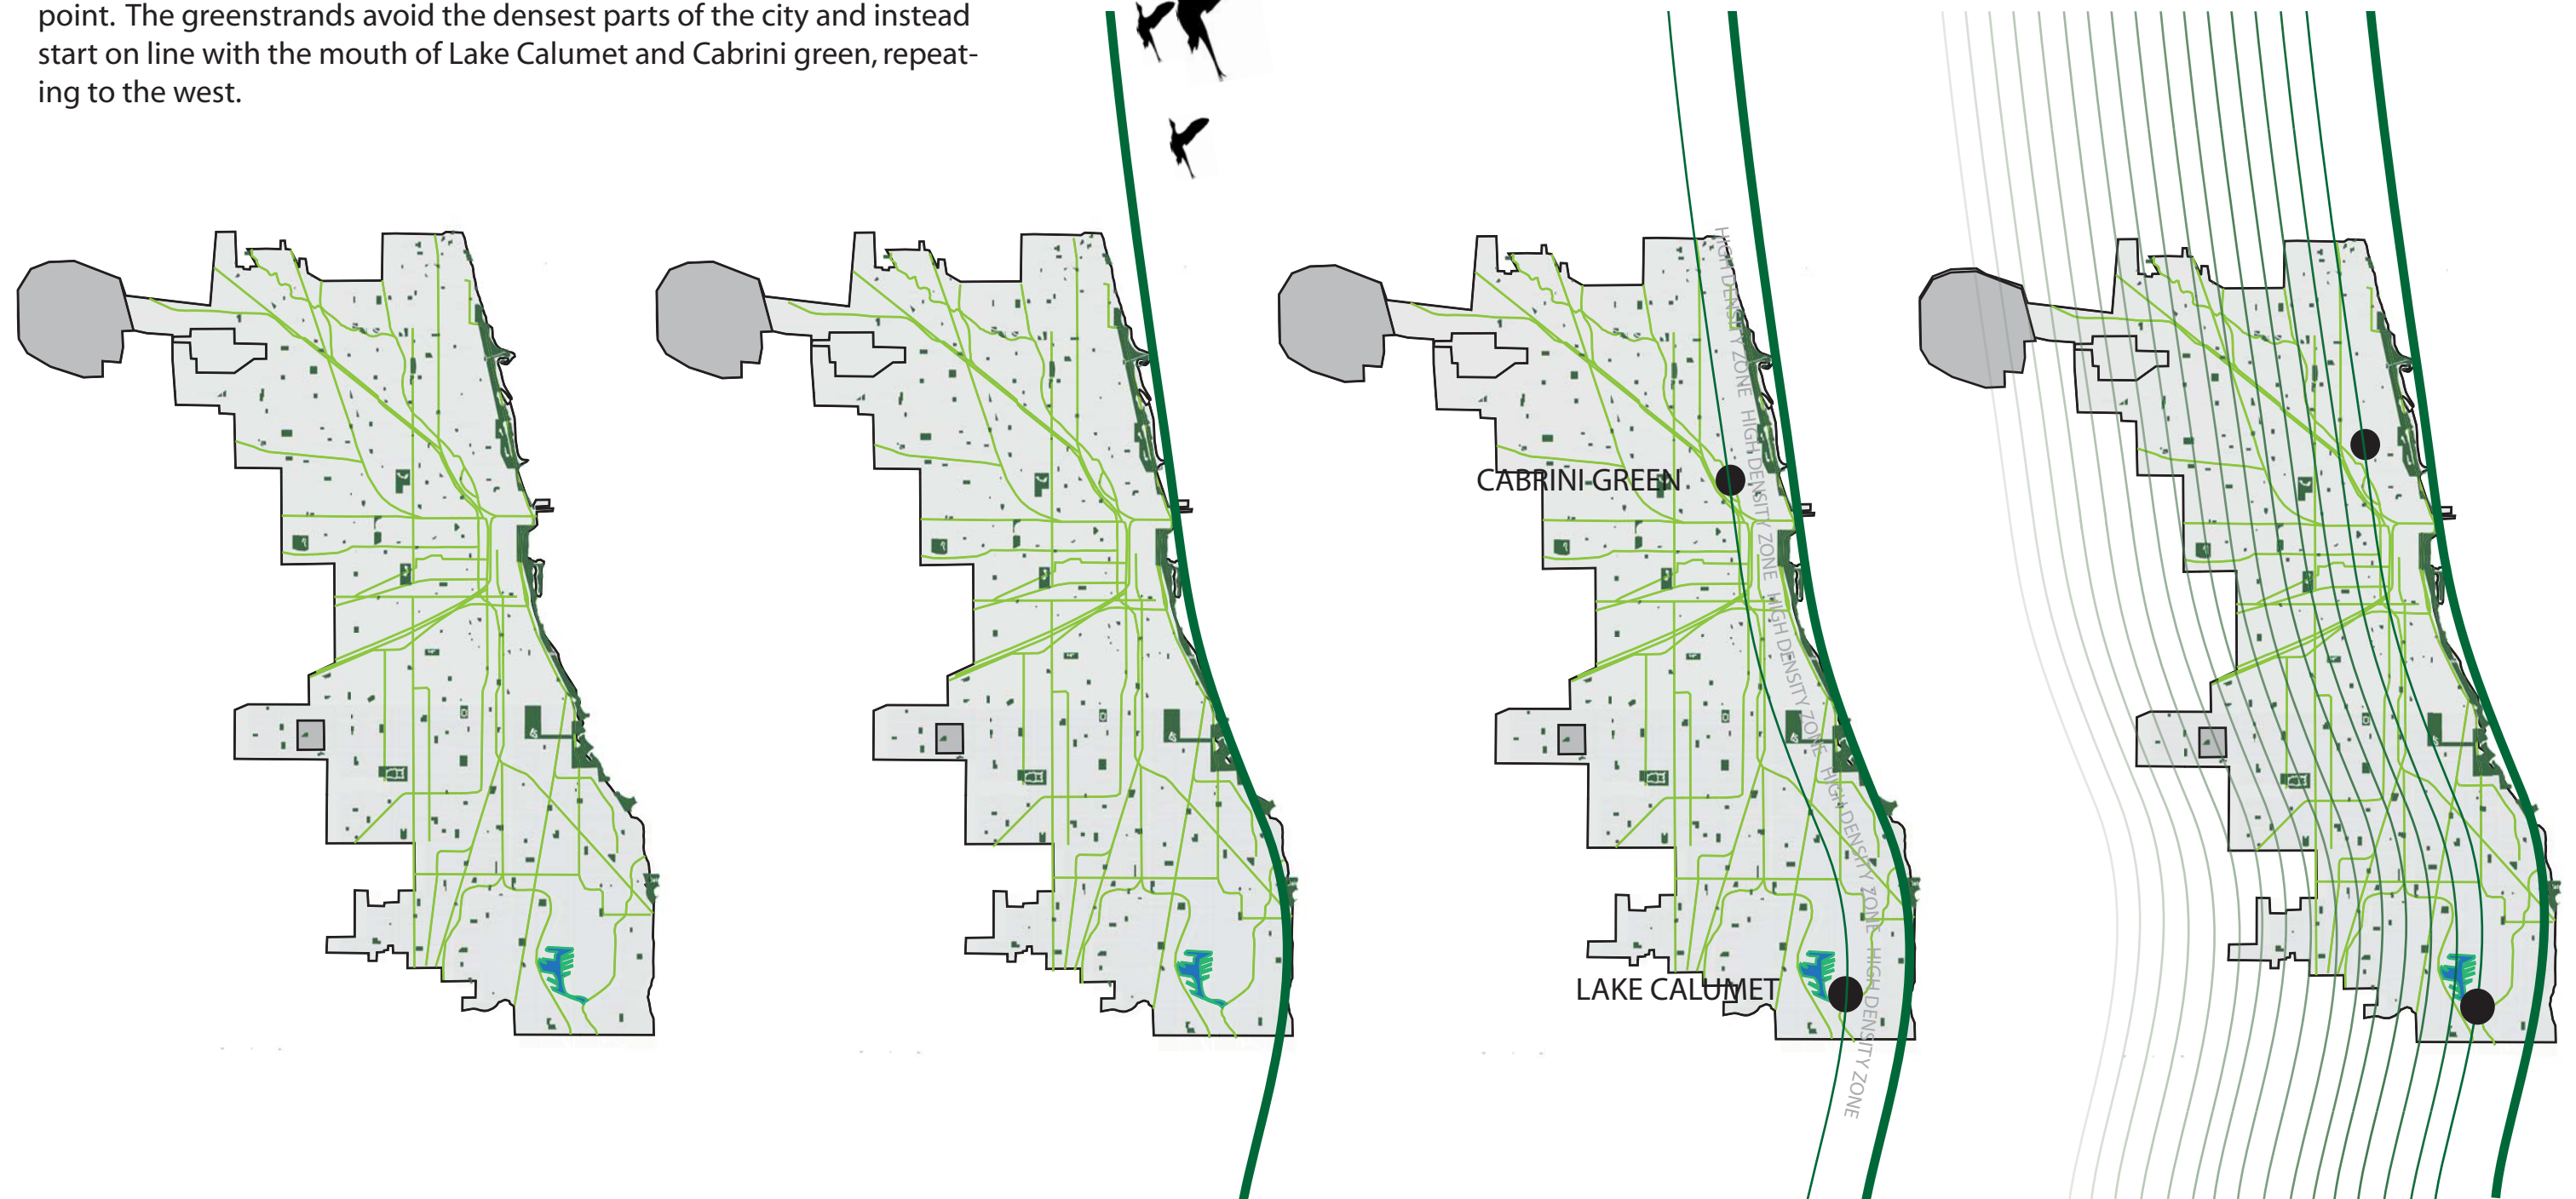 point. The greenstrands avoid the densest parts of the city and instead
start on line with the mouth of Lake Calumet and Cabrini green, repeat-
ing to the west.
HIGH DENSITY ZONE HIGH DENSITY ZONE HIGH DENSITY ZONE HIGH DENSITY ZONE HIGH DENSITY ZONE
CABRINI GREEN
LAKE CALUMET